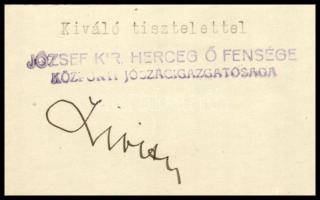 Kiváló tisztelettel
JÓZSEF KIR. HERCEG Ő FENSÉGE
KÖZPONTI JÓSZÁGIGAZGATÓSÁGA